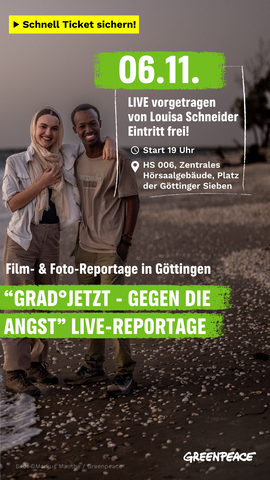 ▶ Schnell Ticket sichern!
06.11.
LIVE vorgetragen
von Louisa Schneider
Eintritt frei!
Start 19 Uhr
HS 006, Zentrales
Hörsaalgebäude, Platz
der Göttinger Sieben
Film- & Foto-Reportage in Göttingen
“GRAD°JETZT - GEGEN DIE
ANGST” LIVE-REPORTAGE
GREENPEACE